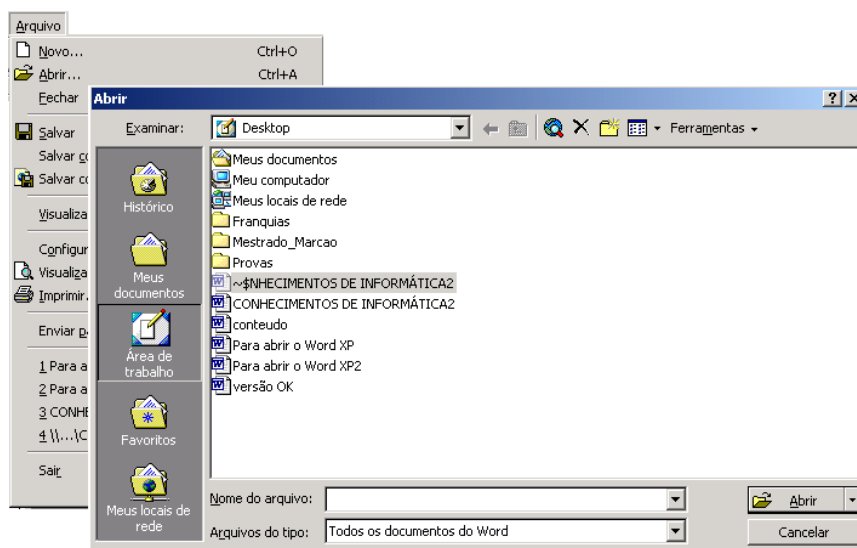 Arquivo
Novo... Ctrl+O
Abrir... Ctrl+A
Fechar
Salvar
Salvar co
Salvar co
Visualiza
Configur
Visualiza
Imprimir.
Enviar p
1 Para a
2 Para a
3 CONHE
4 \\...\C
Sair
Abrir
Examinar: Desktop Ferramentas
Histórico
Meus
documentos
Área de
trabalho
Favoritos
Meus locais de
rede
Meus documentos
Meu computador
Meus locais de rede
Franquias
Mestrado_Marcao
Provas
~$NHECIMENTOS DE INFORMÁTICA2
CONHECIMENTOS DE INFORMÁTICA2
conteudo
Para abrir o Word XP
Para abrir o Word XP2
versão OK
Nome do arquivo: Abrir
Arquivos do tipo: Todos os documentos do Word Cancelar